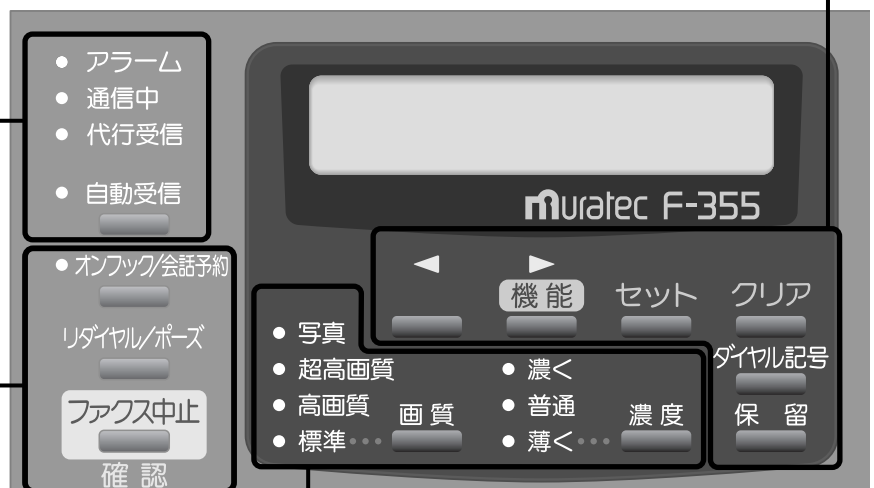 アラーム
通信中
代行受信
自動受信
オンフック/会話予約
リダイヤル/ポーズ
ファクス中止
確認
muratec F-355
機能
セット
クリア
ダイヤル記号
保留
写真
超高画質
高画質
標準
画質
濃く
普通
薄く
濃度